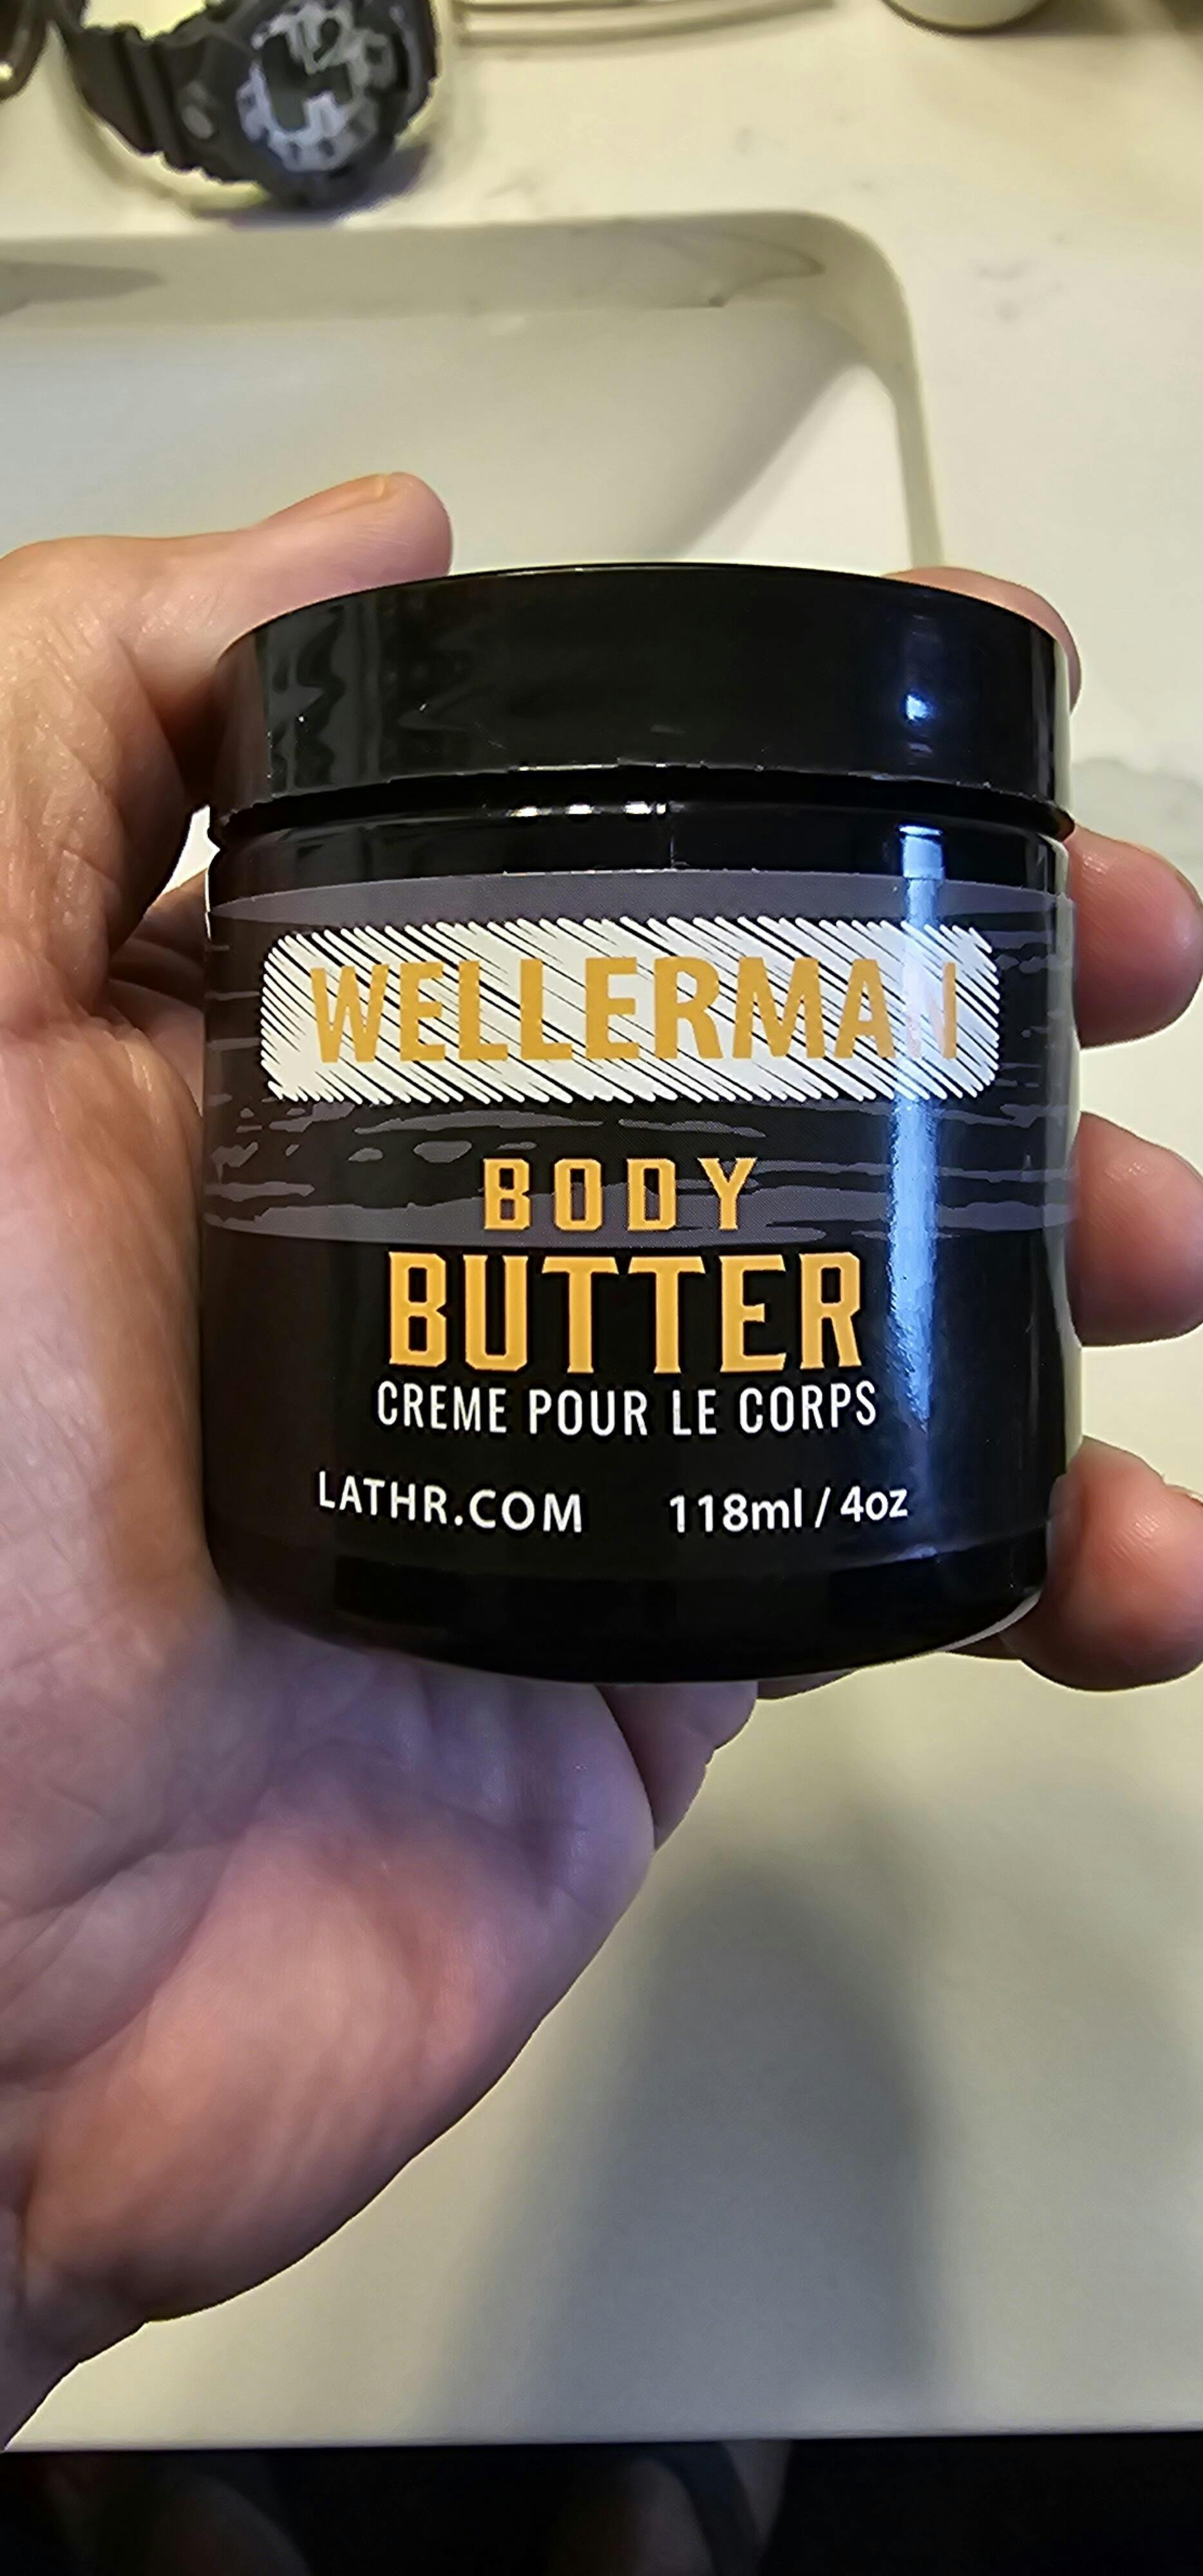 WELLERMAN
BODY
BUTTER
CREME POUR LE CORPS
LATHR.COM 118ml / 4oz